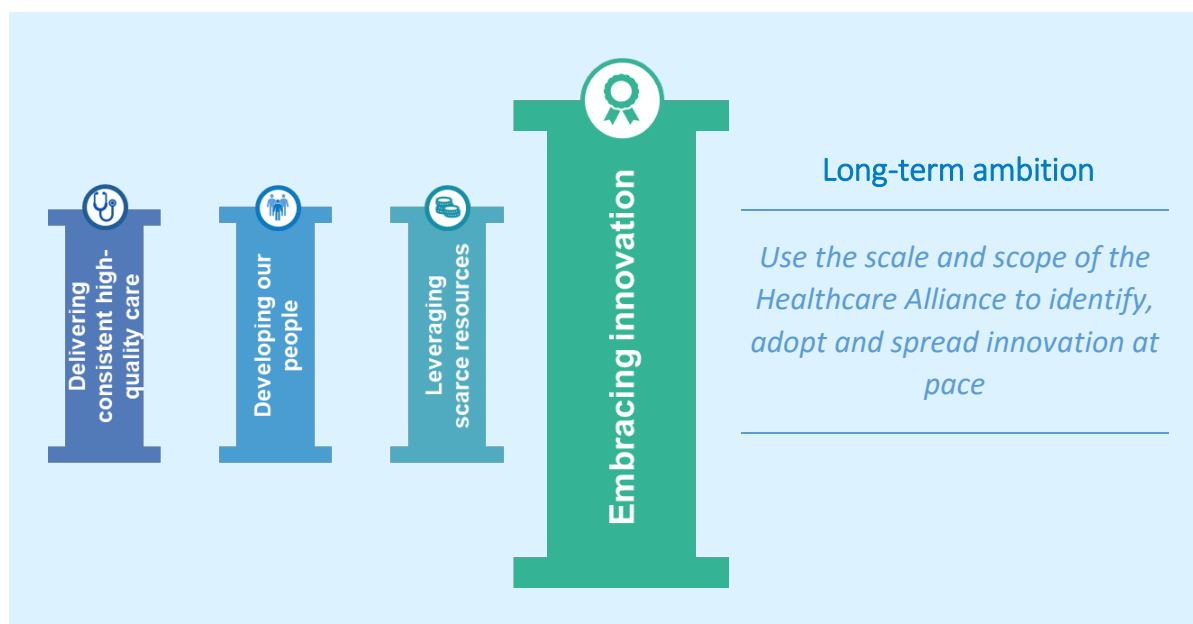 Delivering
consistent high-
quality care
Developing our
people
Leveraging
scarce resources
Embracing innovation
Long-term ambition
Use the scale and scope of the
Healthcare Alliance to identify,
adopt and spread innovation at
pace